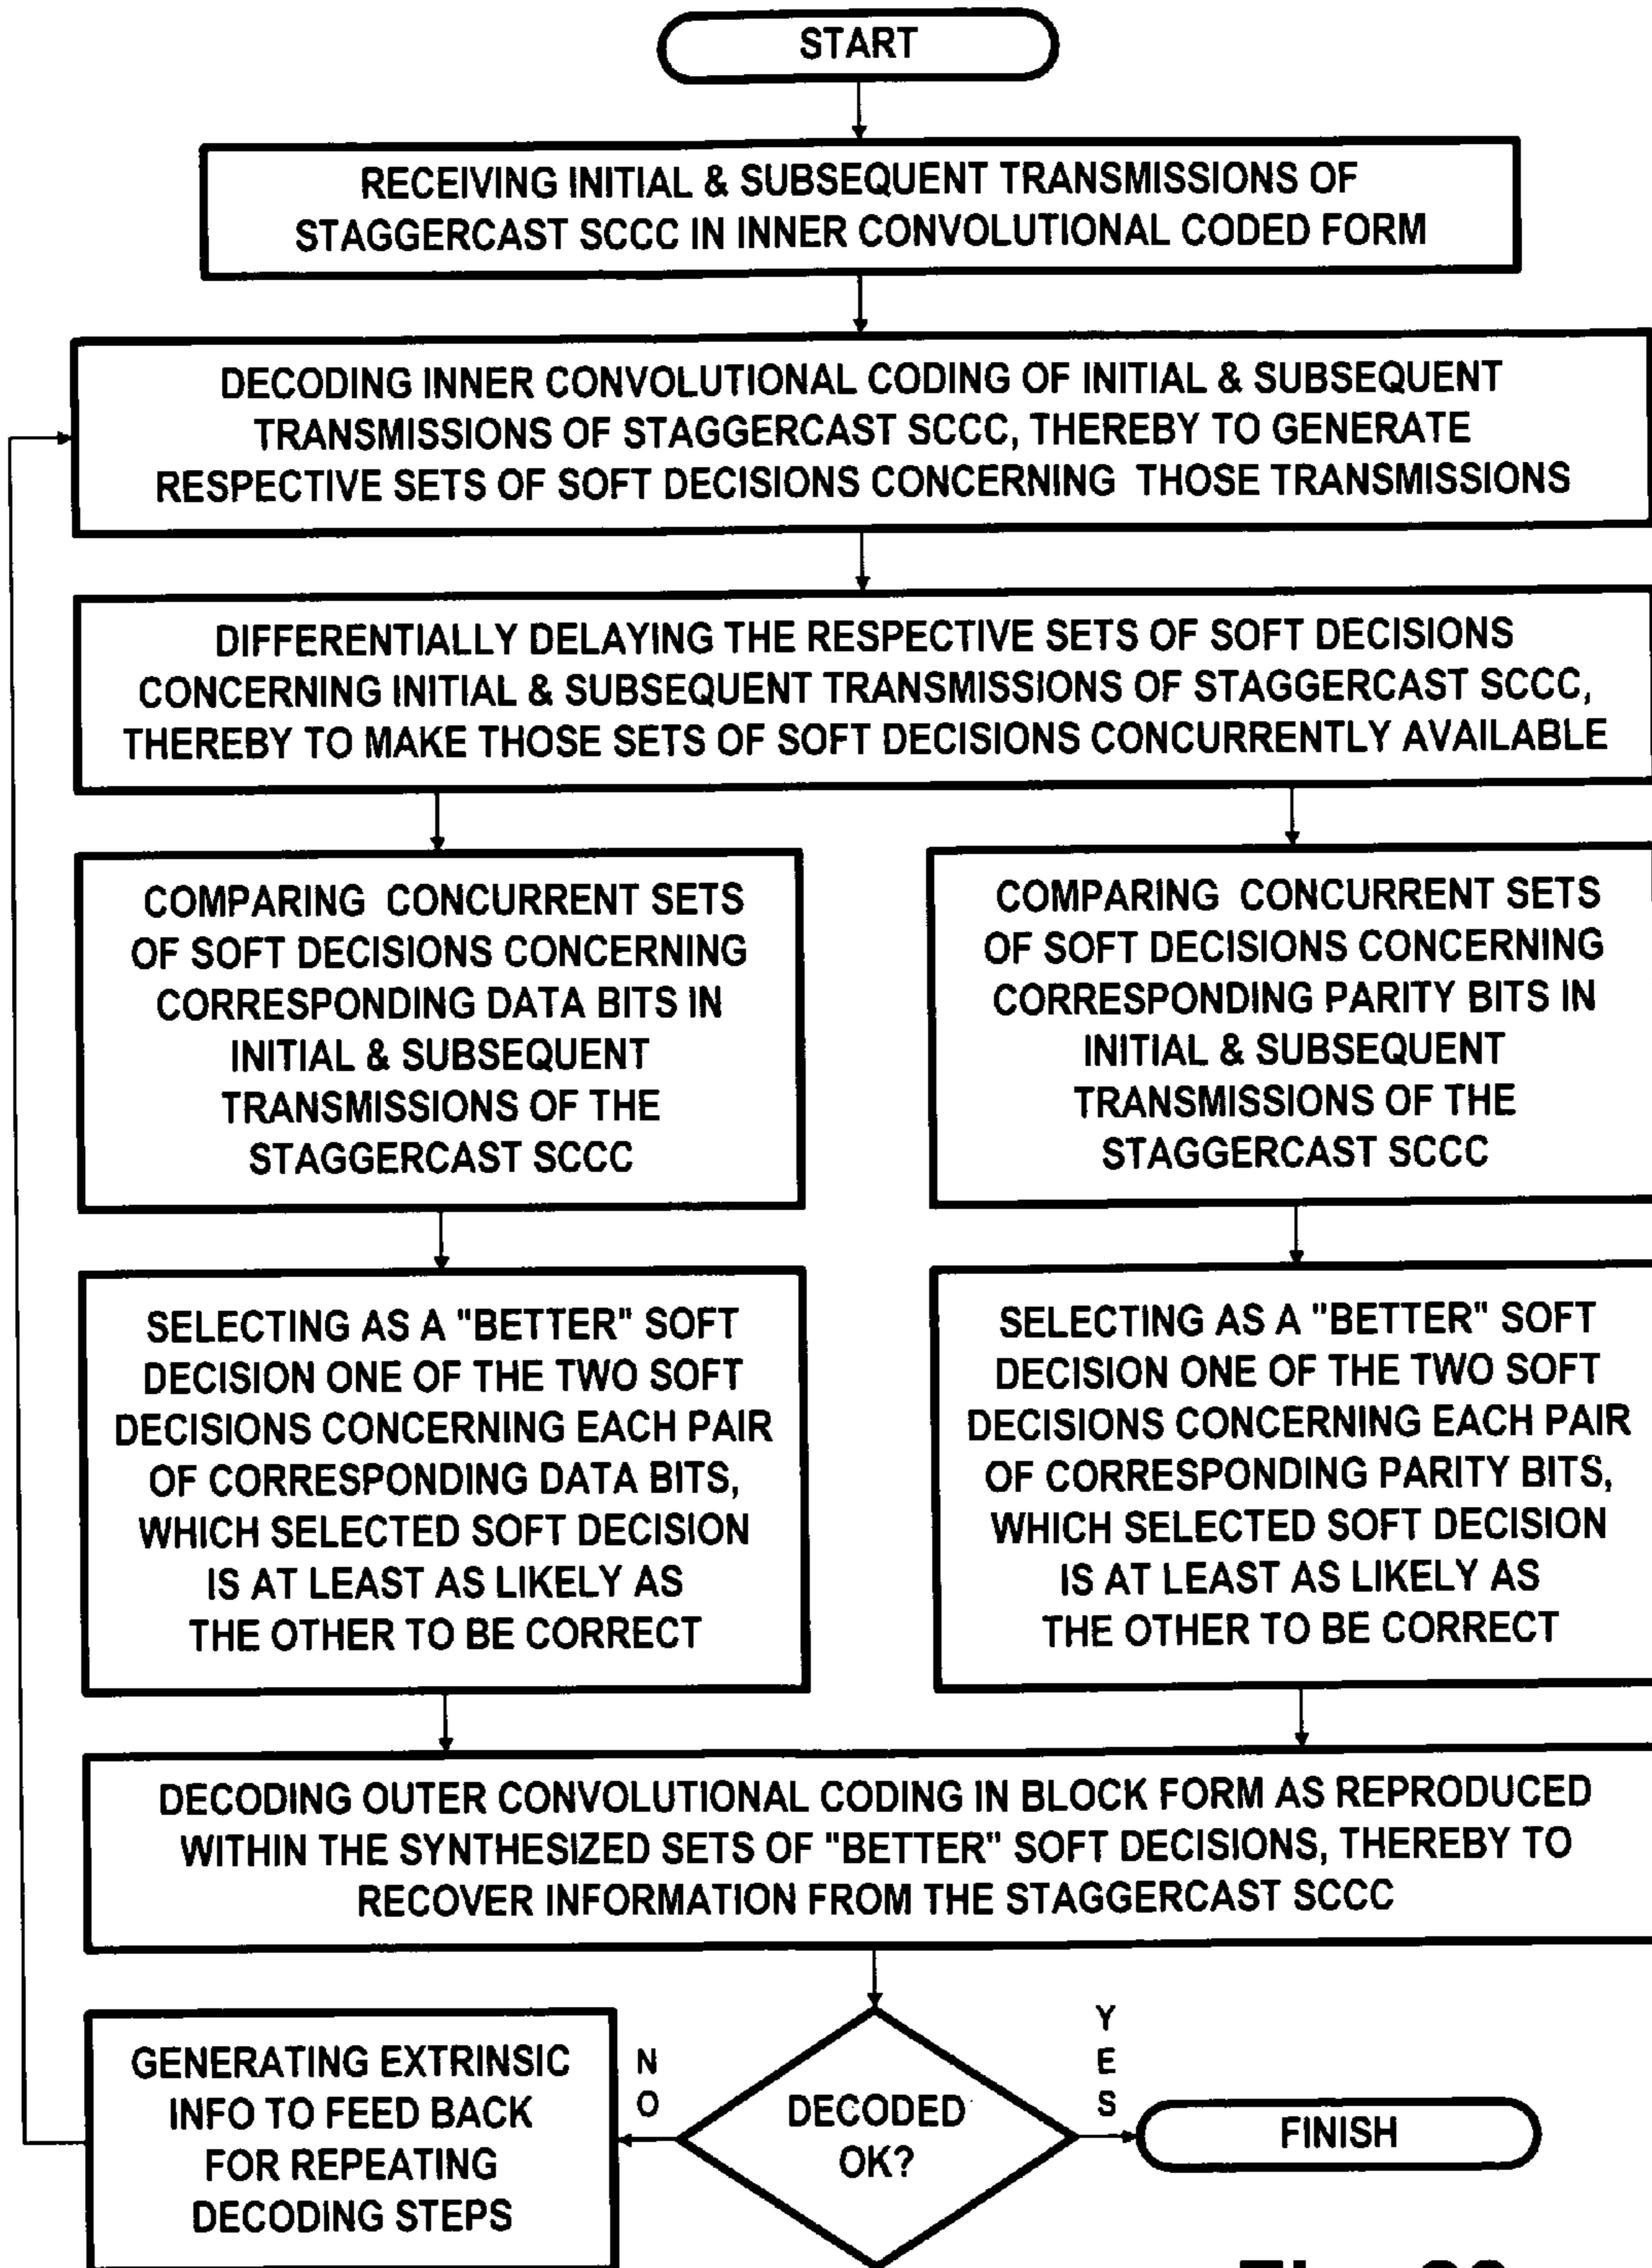 START
RECEIVING INITIAL & SUBSEQUENT TRANSMISSIONS OF
STAGGERCAST SCCC IN INNER CONVOLUTIONAL CODED FORM
DECODING INNER CONVOLUTIONAL CODING OF INITIAL & SUBSEQUENT
TRANSMISSIONS OF STAGGERCAST SCCC, THEREBY TO GENERATE
RESPECTIVE SETS OF SOFT DECISIONS CONCERNING THOSE TRANSMISSIONS
DIFFERENTIALLY DELAYING THE RESPECTIVE SETS OF SOFT DECISIONS
CONCERNING INITIAL & SUBSEQUENT TRANSMISSIONS OF STAGGERCAST SCCC,
THEREBY TO MAKE THOSE SETS OF SOFT DECISIONS CONCURRENTLY AVAILABLE
COMPARING CONCURRENT SETS
OF SOFT DECISIONS CONCERNING
CORRESPONDING DATA BITS IN
INITIAL & SUBSEQUENT
TRANSMISSIONS OF THE
STAGGERCAST SCCC
COMPARING CONCURRENT SETS
OF SOFT DECISIONS CONCERNING
CORRESPONDING PARITY BITS IN
INITIAL & SUBSEQUENT
TRANSMISSIONS OF THE
STAGGERCAST SCCC
SELECTING AS A "BETTER" SOFT
DECISION ONE OF THE TWO SOFT
DECISIONS CONCERNING EACH PAIR
OF CORRESPONDING DATA BITS,
WHICH SELECTED SOFT DECISION
IS AT LEAST AS LIKELY AS
THE OTHER TO BE CORRECT
SELECTING AS A "BETTER" SOFT
DECISION ONE OF THE TWO SOFT
DECISIONS CONCERNING EACH PAIR
OF CORRESPONDING PARITY BITS,
WHICH SELECTED SOFT DECISION
IS AT LEAST AS LIKELY AS
THE OTHER TO BE CORRECT
DECODING OUTER CONVOLUTIONAL CODING IN BLOCK FORM AS REPRODUCED
WITHIN THE SYNTHESIZED SETS OF "BETTER" SOFT DECISIONS, THEREBY TO
RECOVER INFORMATION FROM THE STAGGERCAST SCCC
GENERATING EXTRINSIC
INFO TO FEED BACK
FOR REPEATING
DECODING STEPS
NO
DECODED
OK?
YES
FINISH